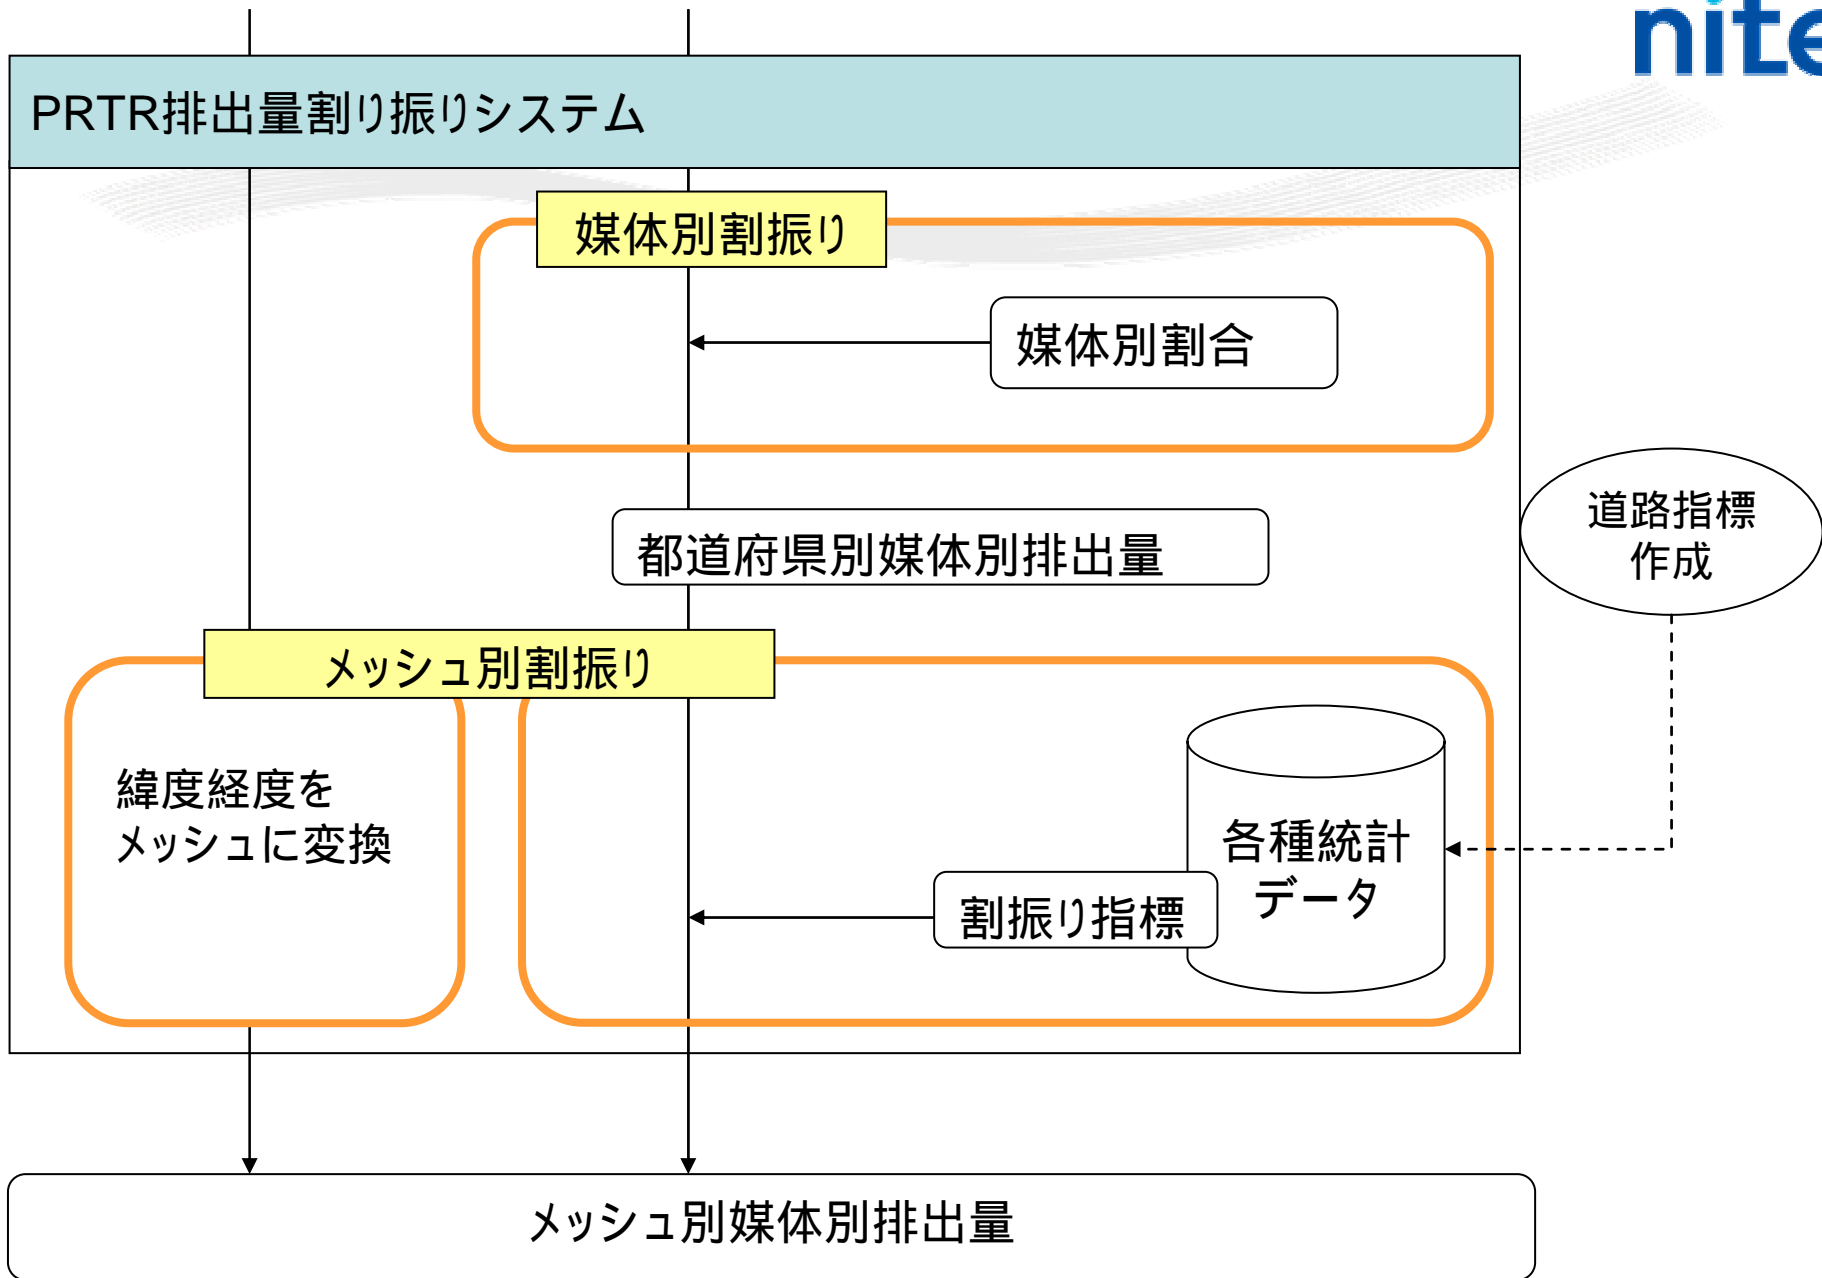 nite
PRTR排出量割り振りシステム
媒体別割振り
媒体別割合
都道府県別媒体別排出量
道路指標
作成
メッシュ別割振り
緯度経度を
メッシュに変換
各種統計
データ
割振り指標
メッシュ別媒体別排出量